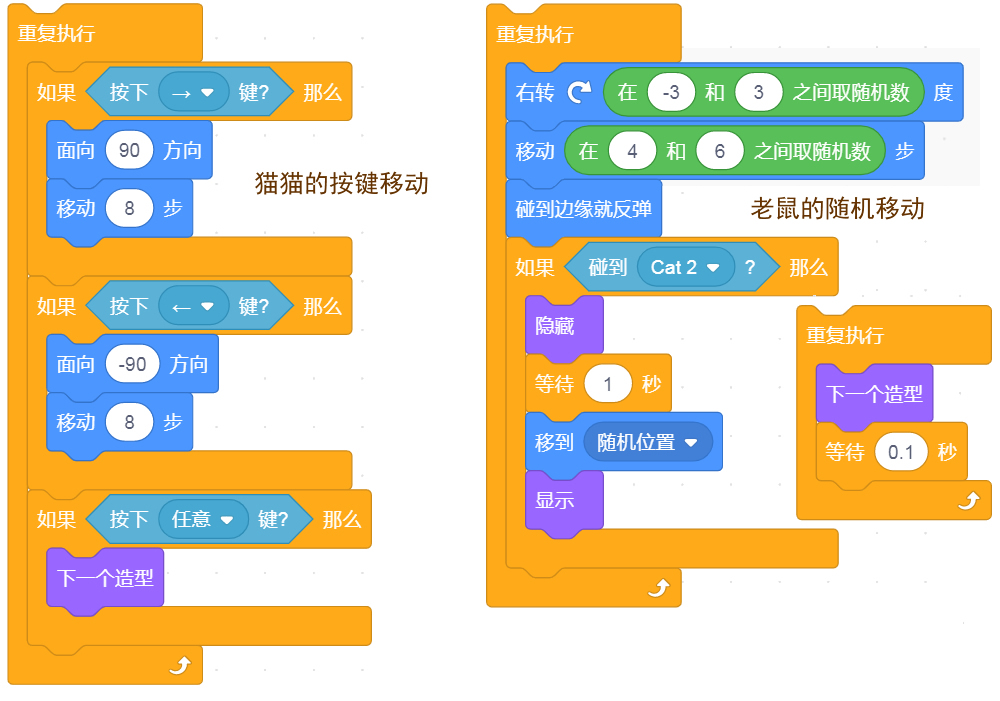 重复执行
如果 按下 → 键? 那么
面向 90 方向
移动 8 步
如果 按下 ← 键? 那么
面向 -90 方向
移动 8 步
如果 按下 任意 键? 那么
下一个造型
猫猫的按键移动
重复执行
右转 在 -3 和 3 之间取随机数 度
移动 在 4 和 6 之间取随机数 步
碰到边缘就反弹
老鼠的随机移动
如果 碰到 Cat 2 ? 那么
隐藏
等待 1 秒
移到 随机位置
显示
重复执行
下一个造型
等待 0.1 秒